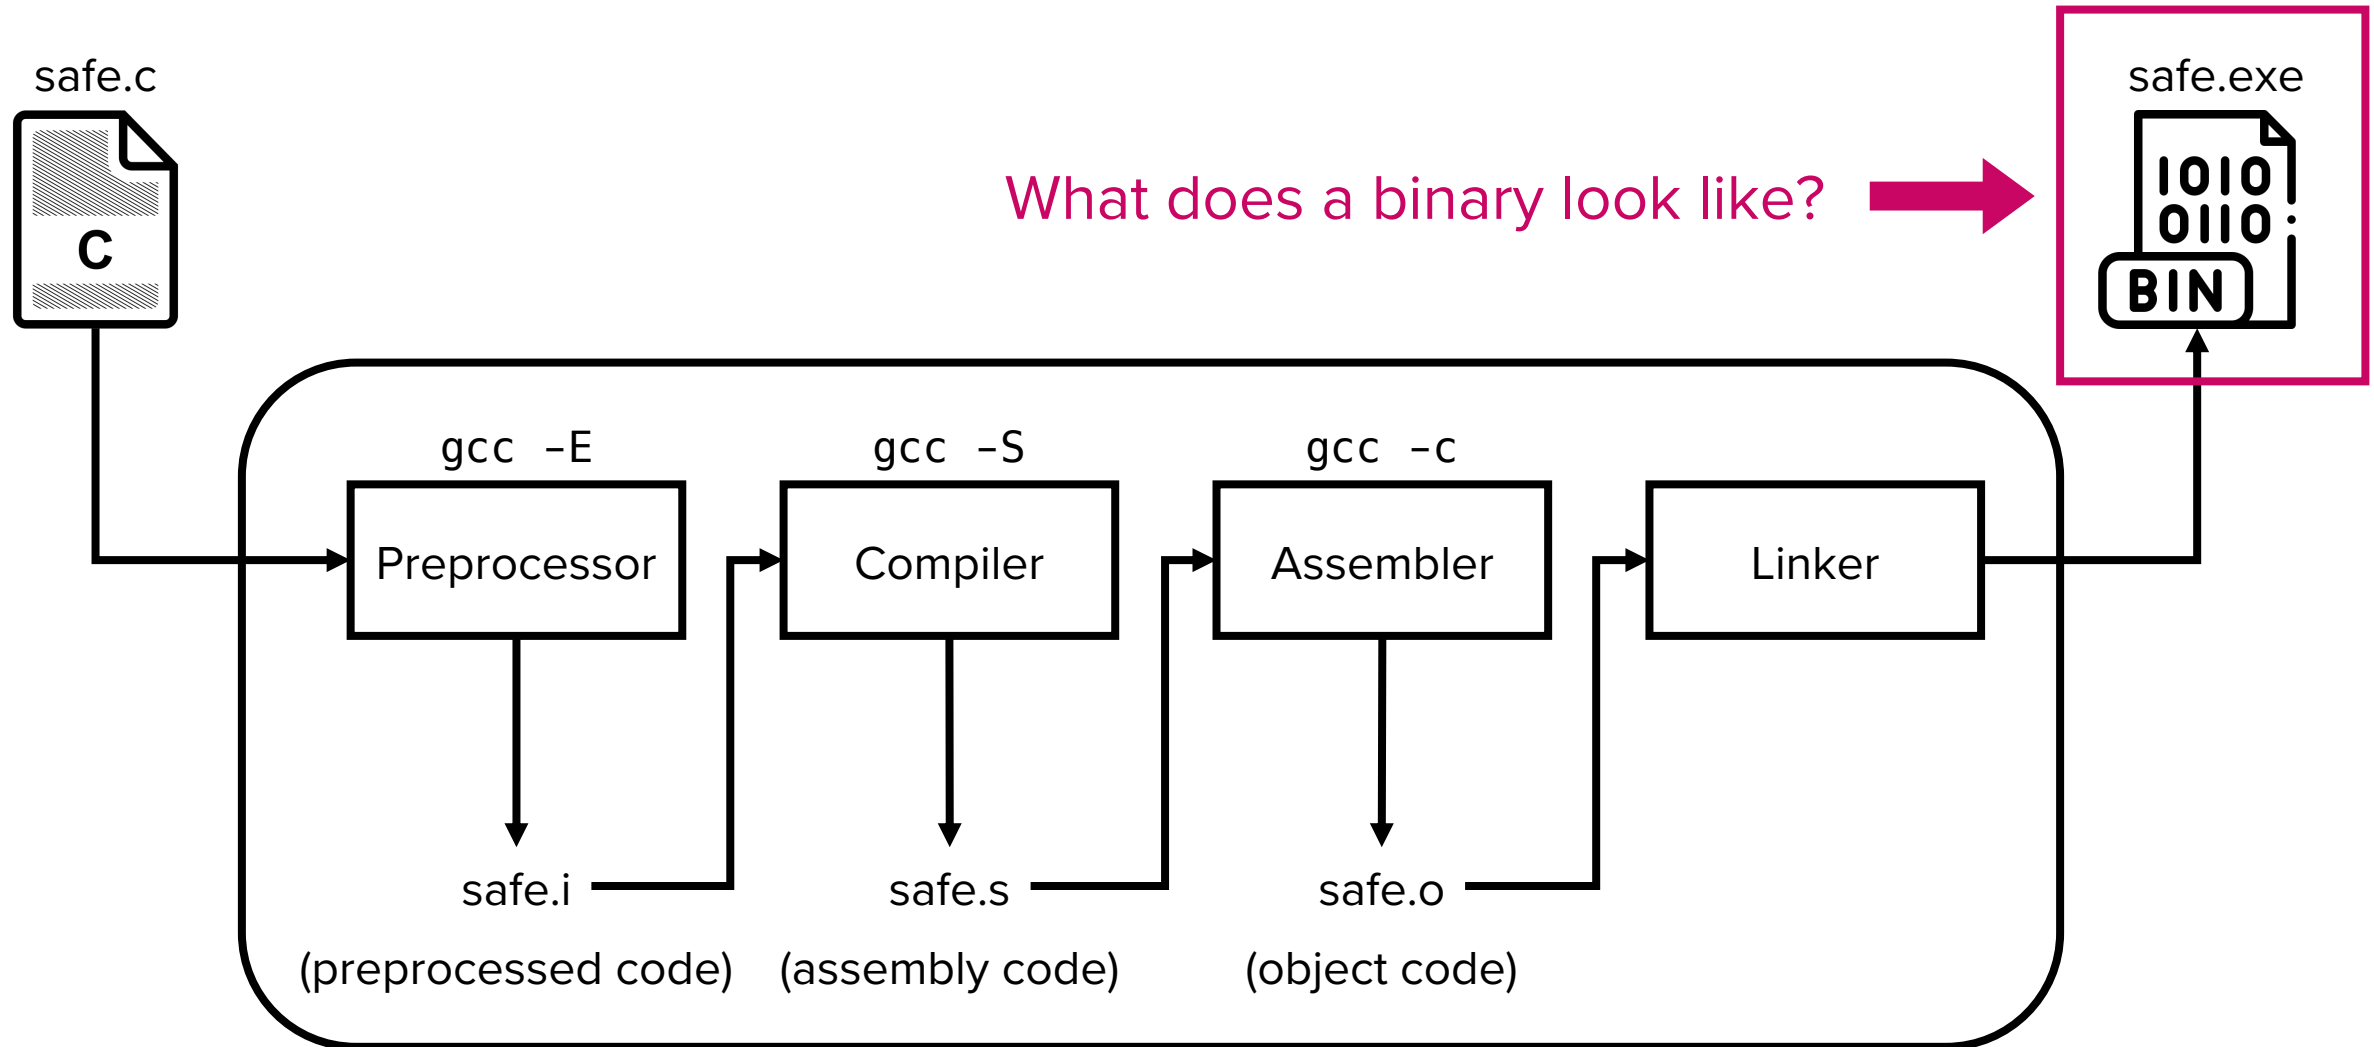 safe.c
safe.exe
C
What does a binary look like?
1010
0110
BIN
gcc -E
gcc -S
gcc -c
Preprocessor
Compiler
Assembler
Linker
safe.i
safe.s
safe.o
(preprocessed code)
(assembly code)
(object code)